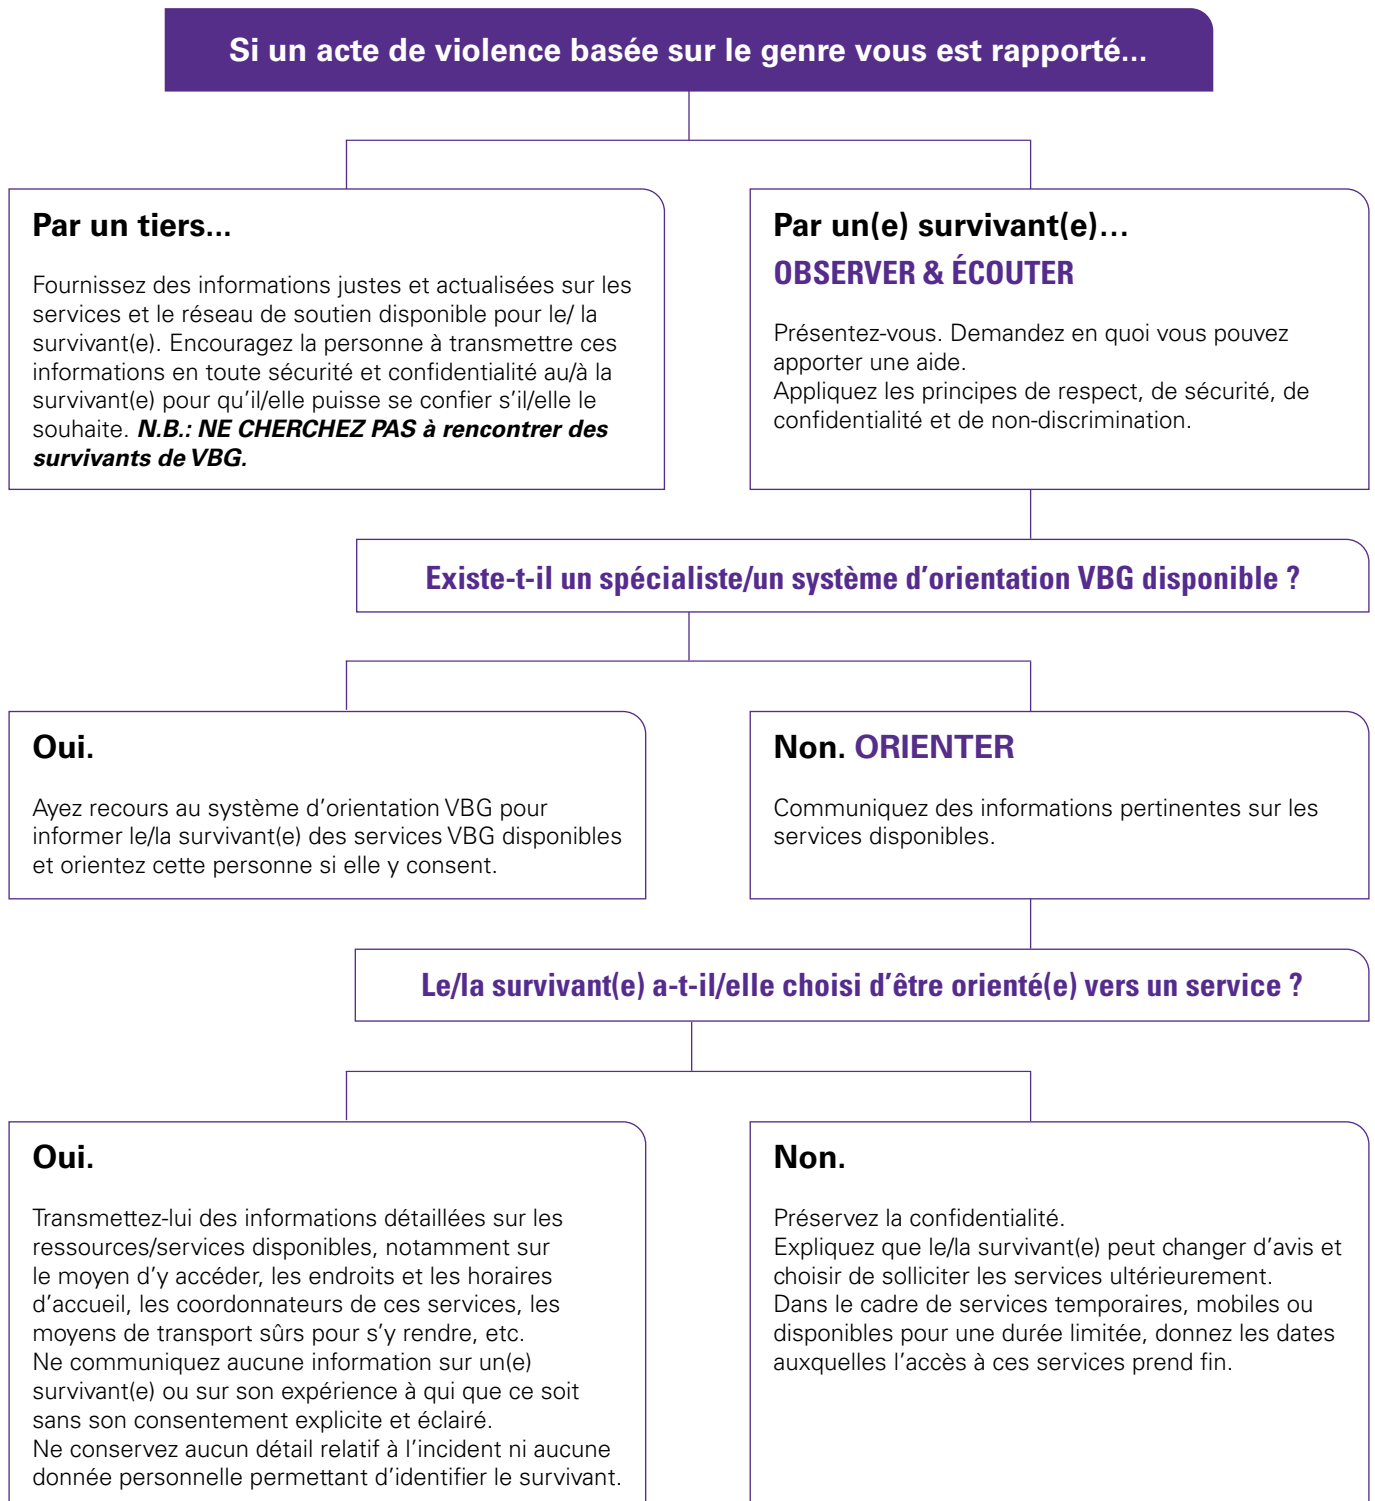 Si un acte de violence basée sur le genre vous est rapporté...
Par un tiers...
Fournissez des informations justes et actualisées sur les
services et le réseau de soutien disponible pour le/ la
survivant(e). Encouragez la personne à transmettre ces
informations en toute sécurité et confidentialité au/à la
survivant(e) pour qu'il/elle puisse se confier s'il/elle le
souhaite. N.B.: NE CHERCHEZ PAS à rencontrer des
survivants de VBG.
Par un(e) survivant(e)...
OBSERVER & ÉCOUTER
Présentez-vous. Demandez en quoi vous pouvez
apporter une aide.
Appliquez les principes de respect, de sécurité, de
confidentialité et de non-discrimination.
Existe-t-il un spécialiste/un système d'orientation VBG disponible ?
Oui.
Ayez recours au système d'orientation VBG pour
informer le/la survivant(e) des services VBG disponibles
et orientez cette personne si elle y consent.
Non. ORIENTER
Communiquez des informations pertinentes sur les
services disponibles.
Le/la survivant(e) a-t-il/elle choisi d'être orienté(e) vers un service ?
Oui.
Transmettez-lui des informations détaillées sur les
ressources/services disponibles, notamment sur
le moyen d'y accéder, les endroits et les horaires
d'accueil, les coordonnateurs de ces services, les
moyens de transport sûrs pour s'y rendre, etc.
Ne communiquez aucune information sur un(e)
survivant(e) ou sur son expérience à qui que ce soit
sans son consentement explicite et éclairé.
Ne conservez aucun détail relatif à l'incident ni aucune
donnée personnelle permettant d'identifier le survivant.
Non.
Préservez la confidentialité.
Expliquez que le/la survivant(e) peut changer d'avis et
choisir de solliciter les services ultérieurement.
Dans le cadre de services temporaires, mobiles ou
disponibles pour une durée limitée, donnez les dates
auxquelles l'accès à ces services prend fin.